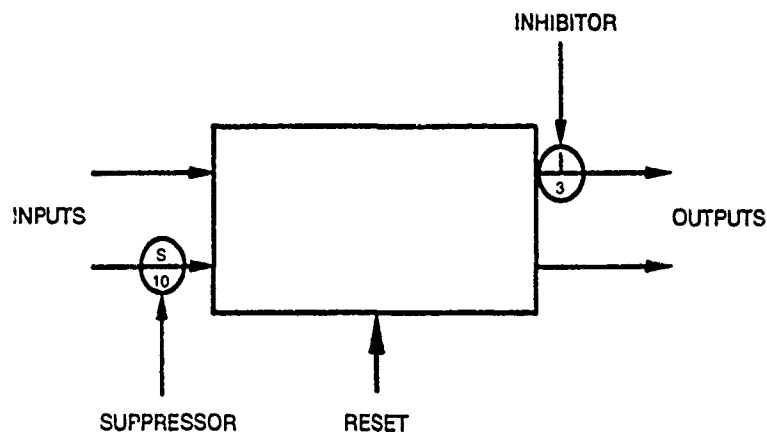 INHIBITOR
I
3
INPUTS
OUTPUTS
S
10
SUPPRESSOR
RESET